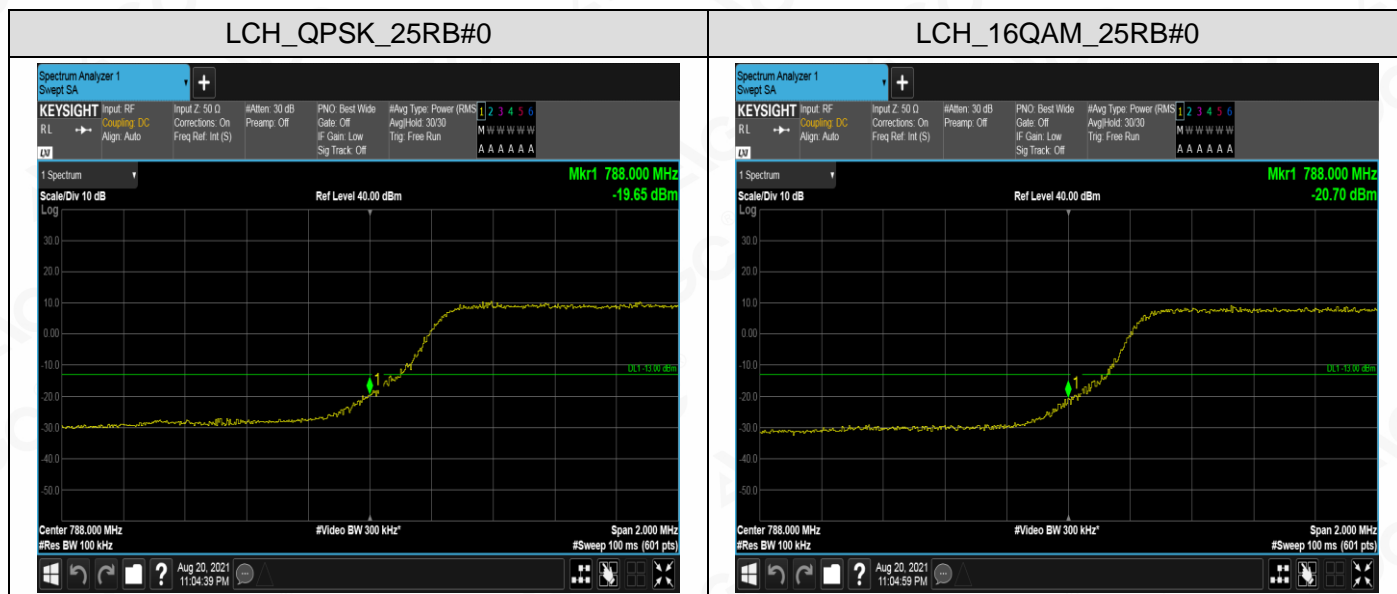 LCH_QPSK_25RB#0
Spectrum Analyzer 1
Swept SA
+
KEYSIGHT Input: RF Input Z: 50 Ω #Atten: 30 dB PNO: Best Wide #Avg Type: Power (RMS 1 2 3 4 5 6
RL Coupling: DC Corrections: On Preamp: Off Gate: Off Avg|Hold: 30/30 M W W W W W
Align: Auto Freq Ref: Int (S) IF Gain: Low Trig: Free Run
LXI Sig Track: Off A A A A A A
1 Spectrum Mkr1 788.000 MHz
Scale/Div 10 dB Ref Level 40.00 dBm -19.65 dBm
Log
30.0
20.0
10.0
0.00
-10.0
DL1 -13.00 dBm
1
-20.0
-30.0
-40.0
-50.0
Center 788.000 MHz #Video BW 300 kHz* Span 2.000 MHz
#Res BW 100 kHz #Sweep 100 ms (601 pts)
? Aug 20, 2021
11:04:39 PM
LCH_16QAM_25RB#0
Spectrum Analyzer 1
Swept SA
+
KEYSIGHT Input: RF Input Z: 50 Ω #Atten: 30 dB PNO: Best Wide #Avg Type: Power (RMS 1 2 3 4 5 6
RL Coupling: DC Corrections: On Preamp: Off Gate: Off Avg|Hold: 30/30 M W W W W W
Align: Auto Freq Ref: Int (S) IF Gain: Low Trig: Free Run
LXI Sig Track: Off A A A A A A
1 Spectrum Mkr1 788.000 MHz
Scale/Div 10 dB Ref Level 40.00 dBm -20.70 dBm
Log
30.0
20.0
10.0
0.00
-10.0
DL1 -13.00 dBm
1
-20.0
-30.0
-40.0
-50.0
Center 788.000 MHz #Video BW 300 kHz* Span 2.000 MHz
#Res BW 100 kHz #Sweep 100 ms (601 pts)
? Aug 20, 2021
11:04:59 PM